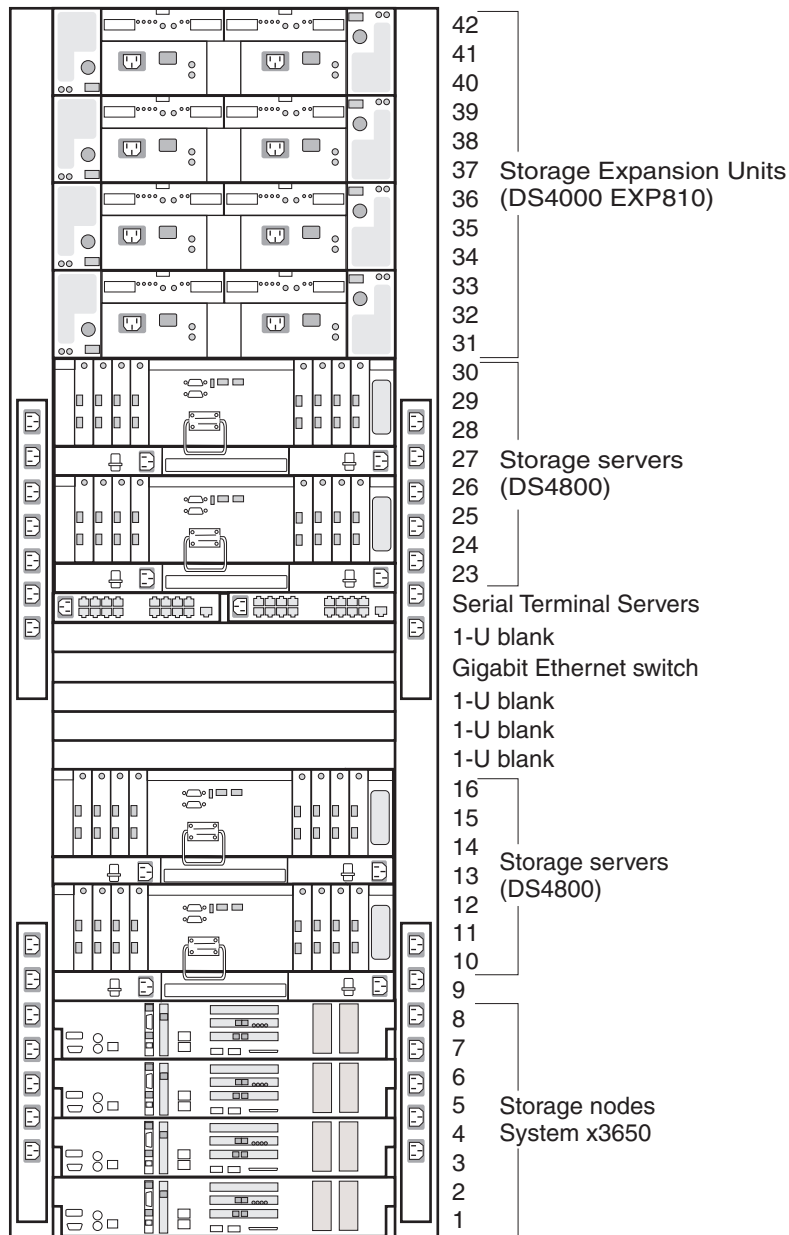 42
41
40
39
38
37
Storage Expansion Units
36
(DS4000 EXP810)
35
34
33
32
31
30
29
28
27
Storage servers
26
(DS4800)
25
24
23
Serial Terminal Servers
1-U blank
Gigabit Ethernet switch
1-U blank
1-U blank
1-U blank
16
15
14
Storage servers
13
(DS4800)
12
11
10
9
8
7
6
5
Storage nodes
4
System x3650
3
2
1